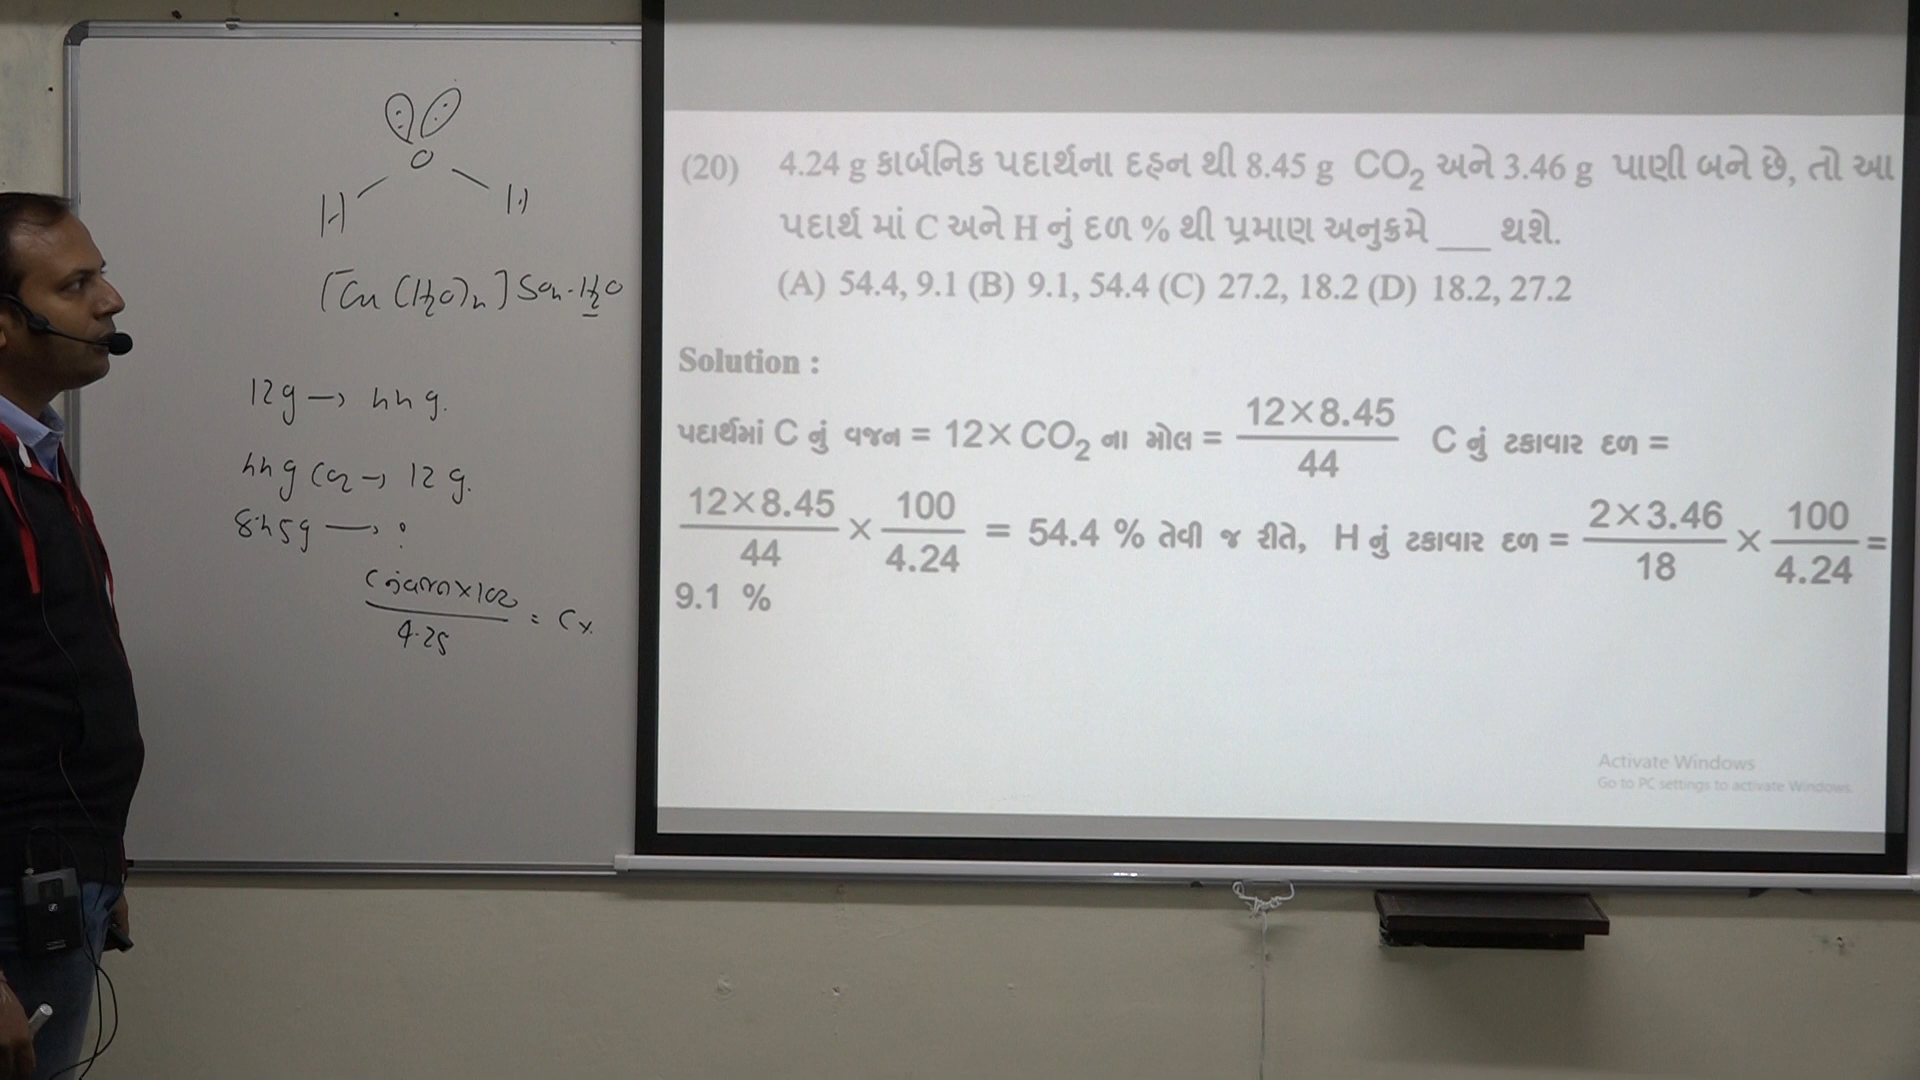 O
H H
[Cu(H2O)4]SO4·H2O
12g → 44g.
44g CO2 → 12g.
8.45g → ?
C નું વજન × 100
4.25
= C%
(20) 4.24 g કાર્બનિક પદાર્થના દહન થી 8.45 g CO2 અને 3.46 g પાણી બને છે, તો આ
પદાર્થ માં C અને H નું દળ % થી પ્રમાણ અનુક્રમે ___ થશે.
(A) 54.4, 9.1 (B) 9.1, 54.4 (C) 27.2, 18.2 (D) 18.2, 27.2
Solution :
પદાર્થમાં C નું વજન = 12×CO2 ના મોલ = 12×8.45/44 C નું ટકાવાર દળ =
12×8.45/44 × 100/4.24 = 54.4 % તેવી જ રીતે, H નું ટકાવાર દળ = 2×3.46/18 × 100/4.24 =
9.1 %
Activate Windows
Go to PC settings to activate Windows.